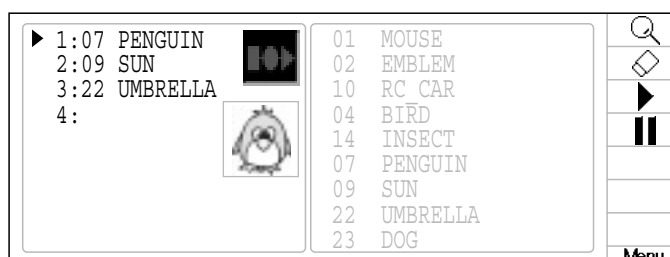 1:07 PENGUIN
2:09 SUN
3:22 UMBRELLA
4:
01 MOUSE
02 EMBLEM
10 RC_CAR
04 BIRD
14 INSECT
07 PENGUIN
09 SUN
22 UMBRELLA
23 DOG
Menu